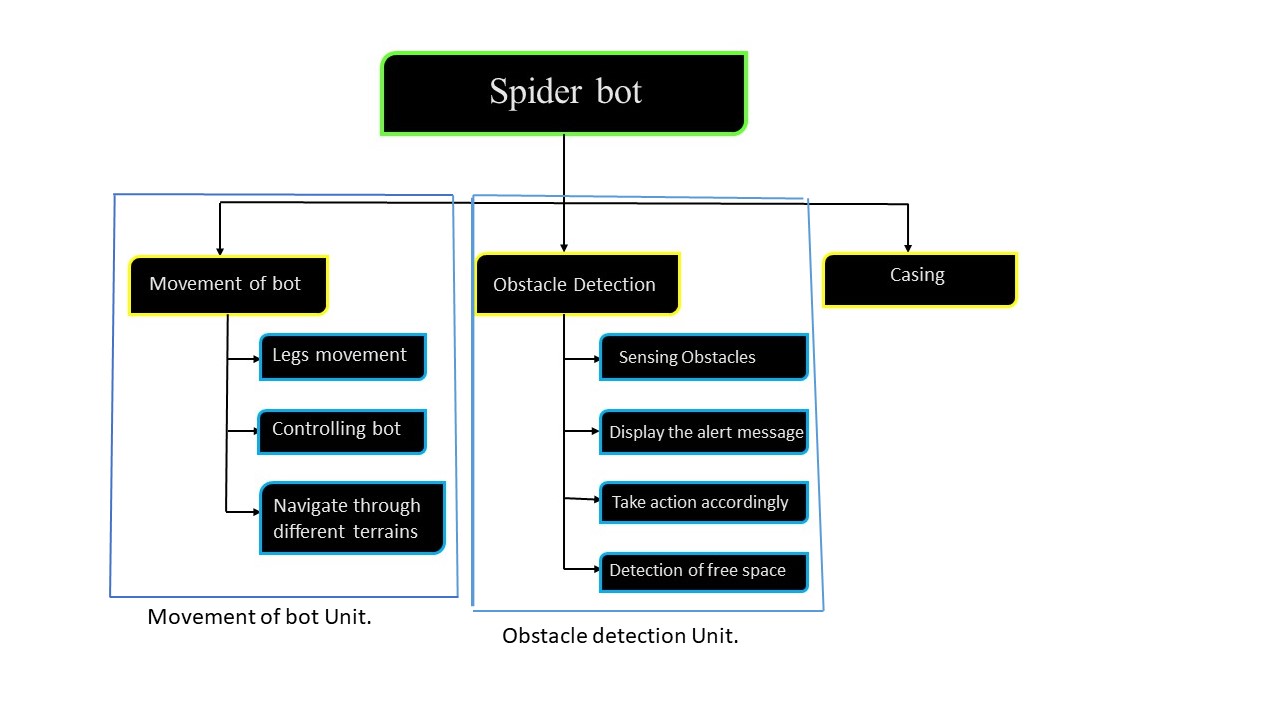 Spider bot
Movement of bot
Legs movement
Controlling bot
Navigate through
different terrains
Movement of bot Unit.
Obstacle Detection
Sensing Obstacles
Display the alert message
Take action accordingly
Detection of free space
Obstacle detection Unit.
Casing